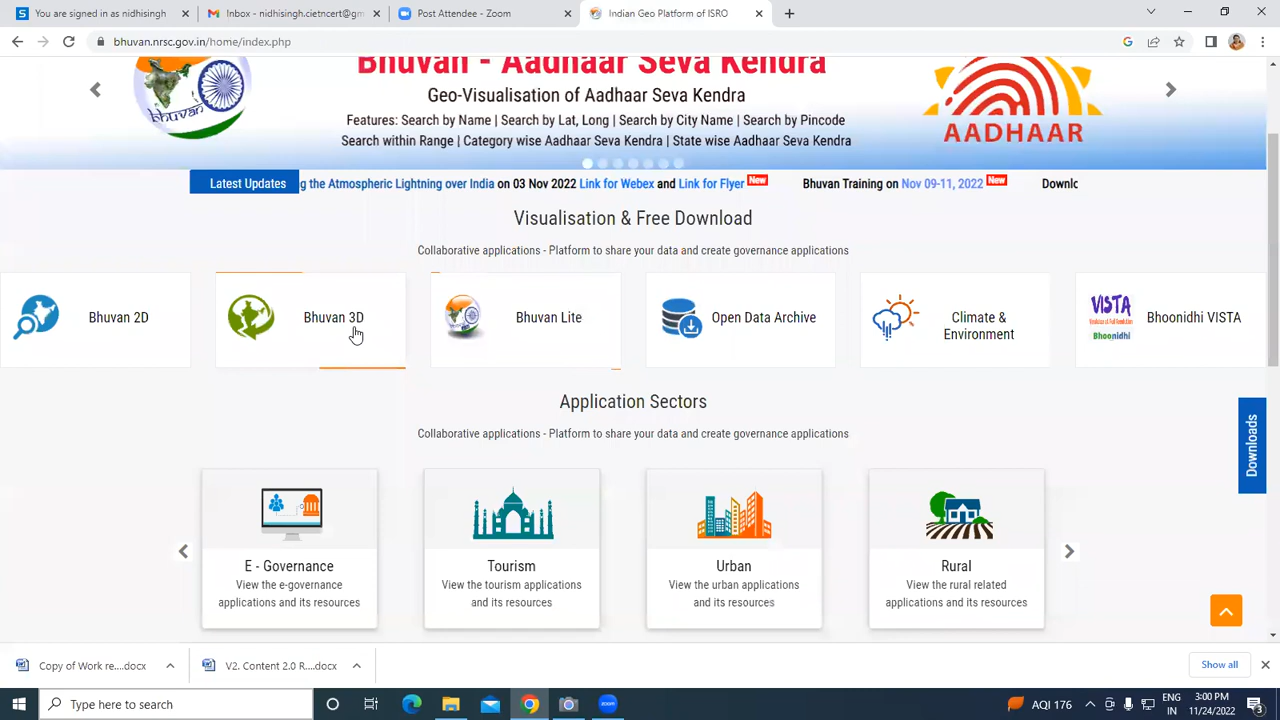 You are signed in as nidhisingh
Inbox - nidhisingh.cietncert@gm
Post Attendee - Zoom
Indian Geo Platform of ISRO
bhuvan.nrsc.gov.in/home/index.php
Bhuvan - Aadhaar Seva Kendra
Geo-Visualisation of Aadhaar Seva Kendra
Features: Search by Name | Search by Lat, Long | Search by City Name | Search by Pincode
Search within Range | Category wise Aadhaar Seva Kendra | State wise Aadhaar Seva Kendra
bhuvan
AADHAAR
Latest Updates
g the Atmospheric Lightning over India on 03 Nov 2022 Link for Webex and Link for Flyer New
Bhuvan Training on Nov 09-11, 2022 New
Downlc
Visualisation & Free Download
Collaborative applications - Platform to share your data and create governance applications
Bhuvan 2D
Bhuvan 3D
Bhuvan Lite
Open Data Archive
Climate &
Environment
VISTA
Bhoonidhi
Bhoonidhi VISTA
Application Sectors
Collaborative applications - Platform to share your data and create governance applications
Downloads
E - Governance
View the e-governance
applications and its resources
Tourism
View the tourism applications
and its resources
Urban
View the urban applications
and its resources
Rural
View the rural related
applications and its resources
Copy of Work re....docx
V2. Content 2.0 R....docx
Show all
Type here to search
zoom
AQI 176
ENG
IN
3:00 PM
11/24/2022